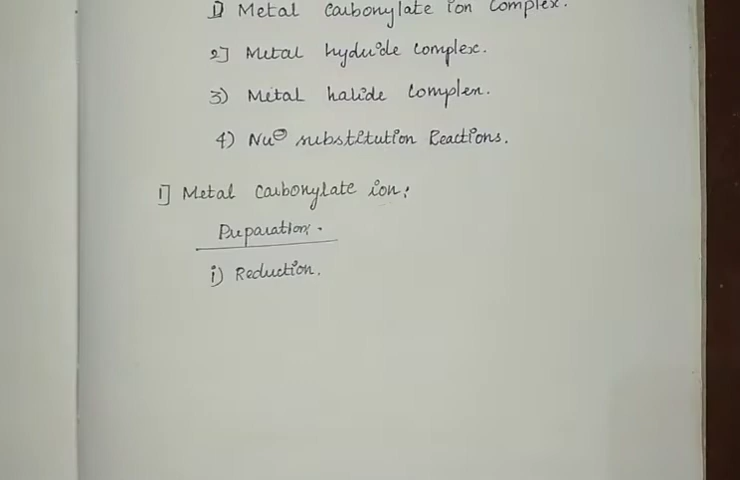 1) Metal Carbonylate ion Complex.
2] Metal hydride Complex.
3) Metal halide Complex.
4) Nu⊖ substitution Reactions.
1] Metal Carbonylate ion:
Preparation:
i) Reduction.